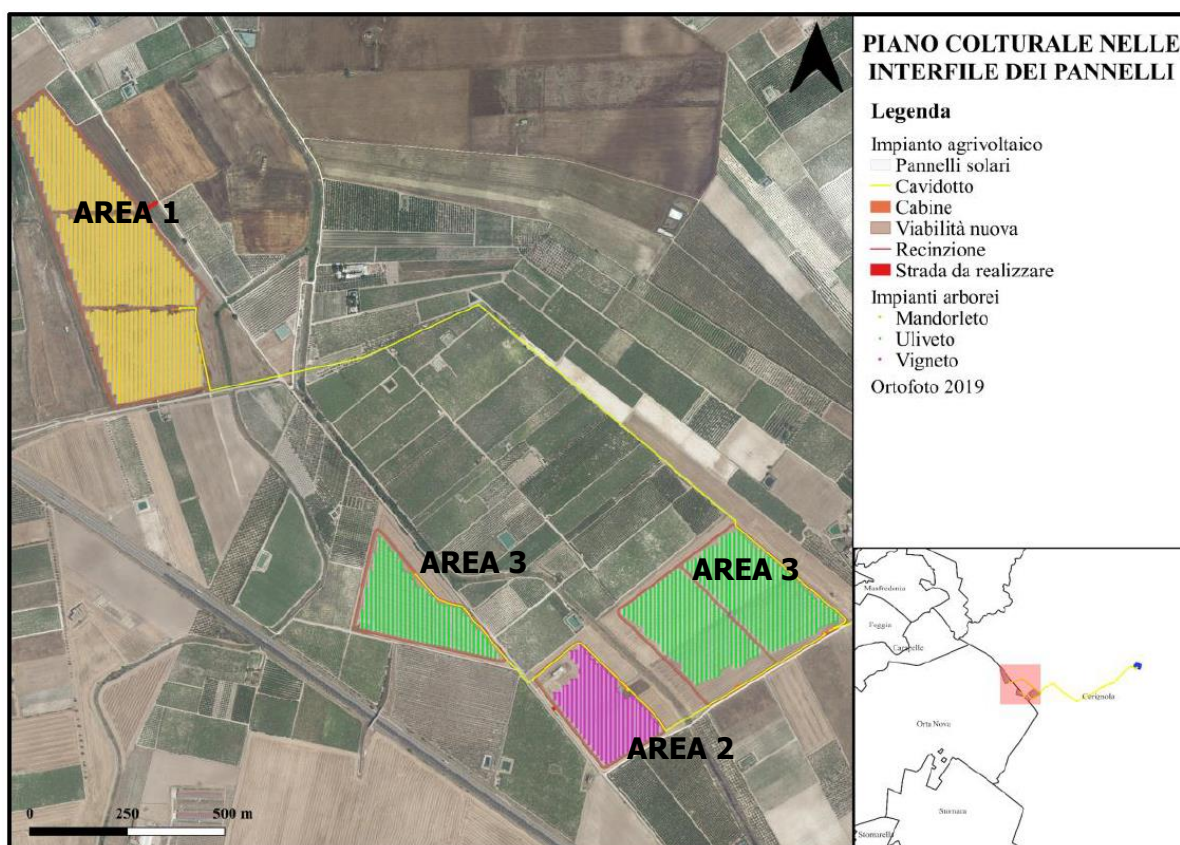 AREA 1
AREA 3
AREA 3
AREA 2
0 250 500 m
PIANO COLTURALE NELLE
INTERFILE DEI PANNELLI
Legenda
Impianto agrivoltaico
Pannelli solari
Cavidotto
Cabine
Viabilità nuova
Recinzione
Strada da realizzare
Impianti arborei
Mandorleto
Uliveto
Vigneto
Ortofoto 2019
Manfredonia
Foggia
Carapelle
Cerignola
Orta Nova
Stornara
Stornarella